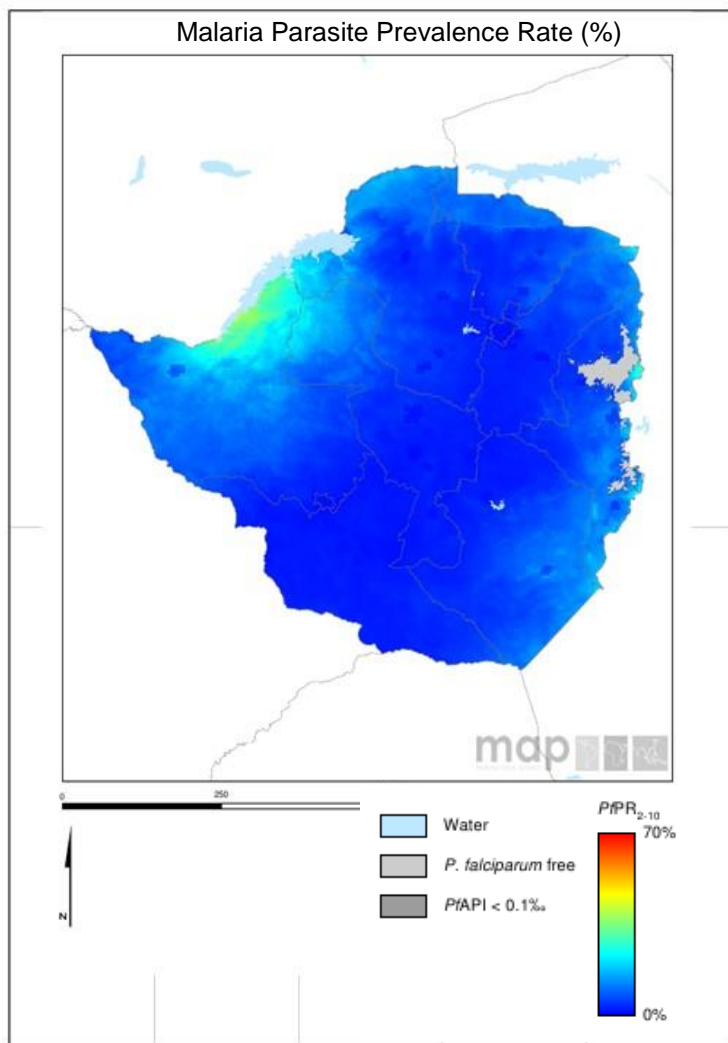 Malaria Parasite Prevalence Rate (%)
map
0
250
N
Water
P. falciparum free
PfAPI < 0.1‰
PfPR2-10
70%
0%